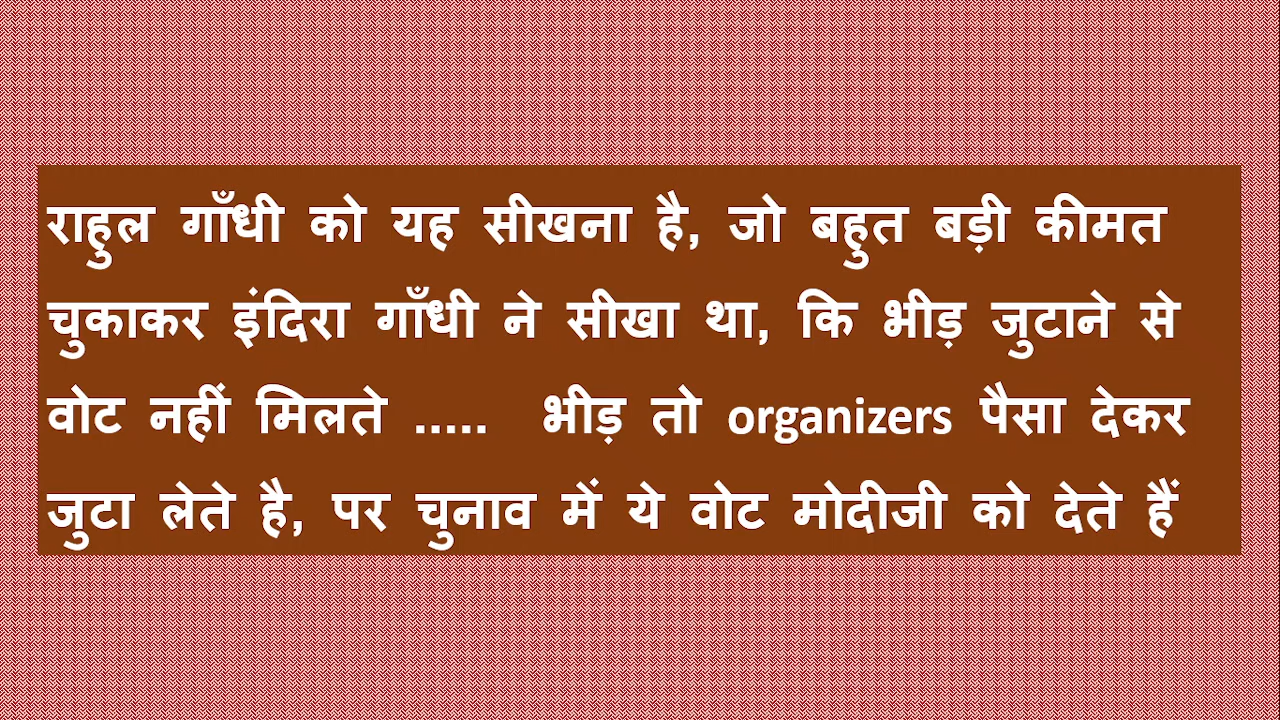 राहुल गाँधी को यह सीखना है, जो बहुत बड़ी कीमत
चुकाकर इंदिरा गाँधी ने सीखा था, कि भीड़ जुटाने से
वोट नहीं मिलते ..... भीड़ तो organizers पैसा देकर
जुटा लेते है, पर चुनाव में ये वोट मोदीजी को देते हैं